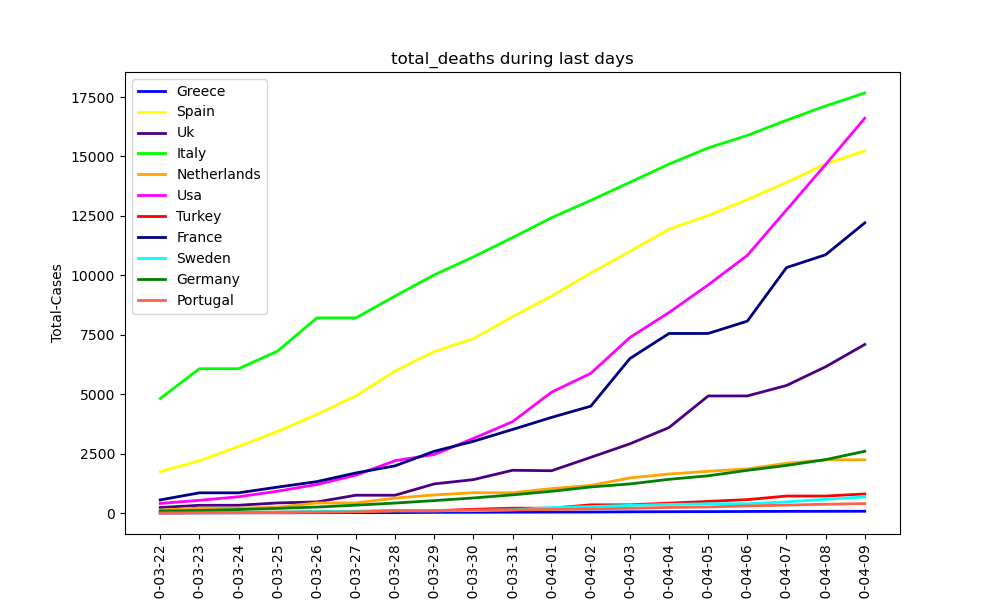 total_deaths during last days
Total-Cases
17500
15000
12500
10000
7500
5000
2500
0
Greece
Spain
Uk
Italy
Netherlands
Usa
Turkey
France
Sweden
Germany
Portugal
0-03-22
0-03-23
0-03-24
0-03-25
0-03-26
0-03-27
0-03-28
0-03-29
0-03-30
0-03-31
0-04-01
0-04-02
0-04-03
0-04-04
0-04-05
0-04-06
0-04-07
0-04-08
0-04-09